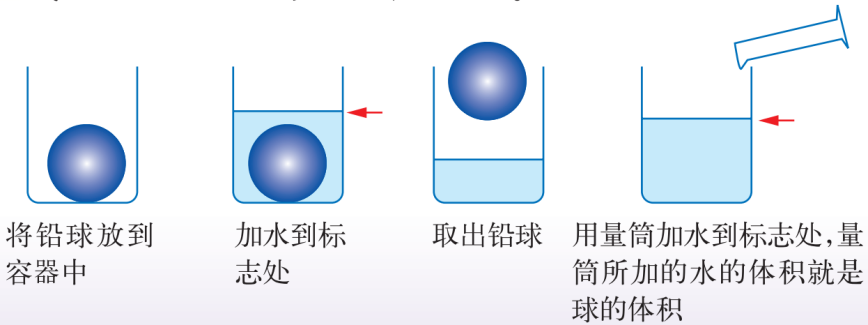 将铅球放到
容器中
加水到标
志处
取出铅球
用量筒加水到标志处,量
筒所加的水的体积就是
球的体积